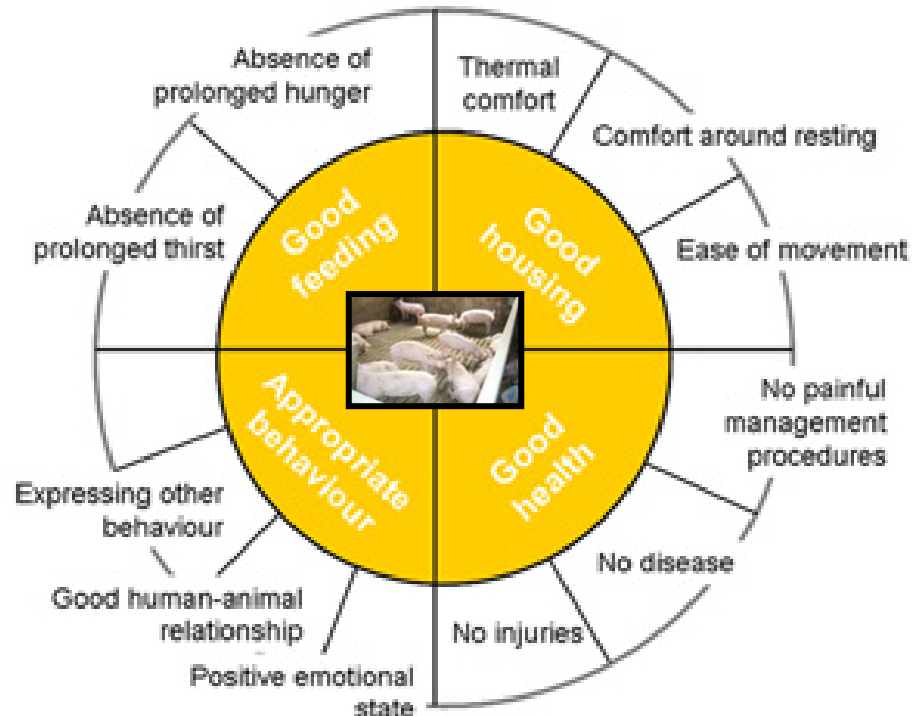 Absence of
prolonged hunger
Thermal
comfort
Comfort around resting
Absence of
prolonged thirst
Good
feeding
Good
housing
Ease of movement
Appropriate
behaviour
Good
health
No painful
management
procedures
Expressing other
behaviour
No disease
Good human-animal
relationship
No injuries
Positive emotional
state